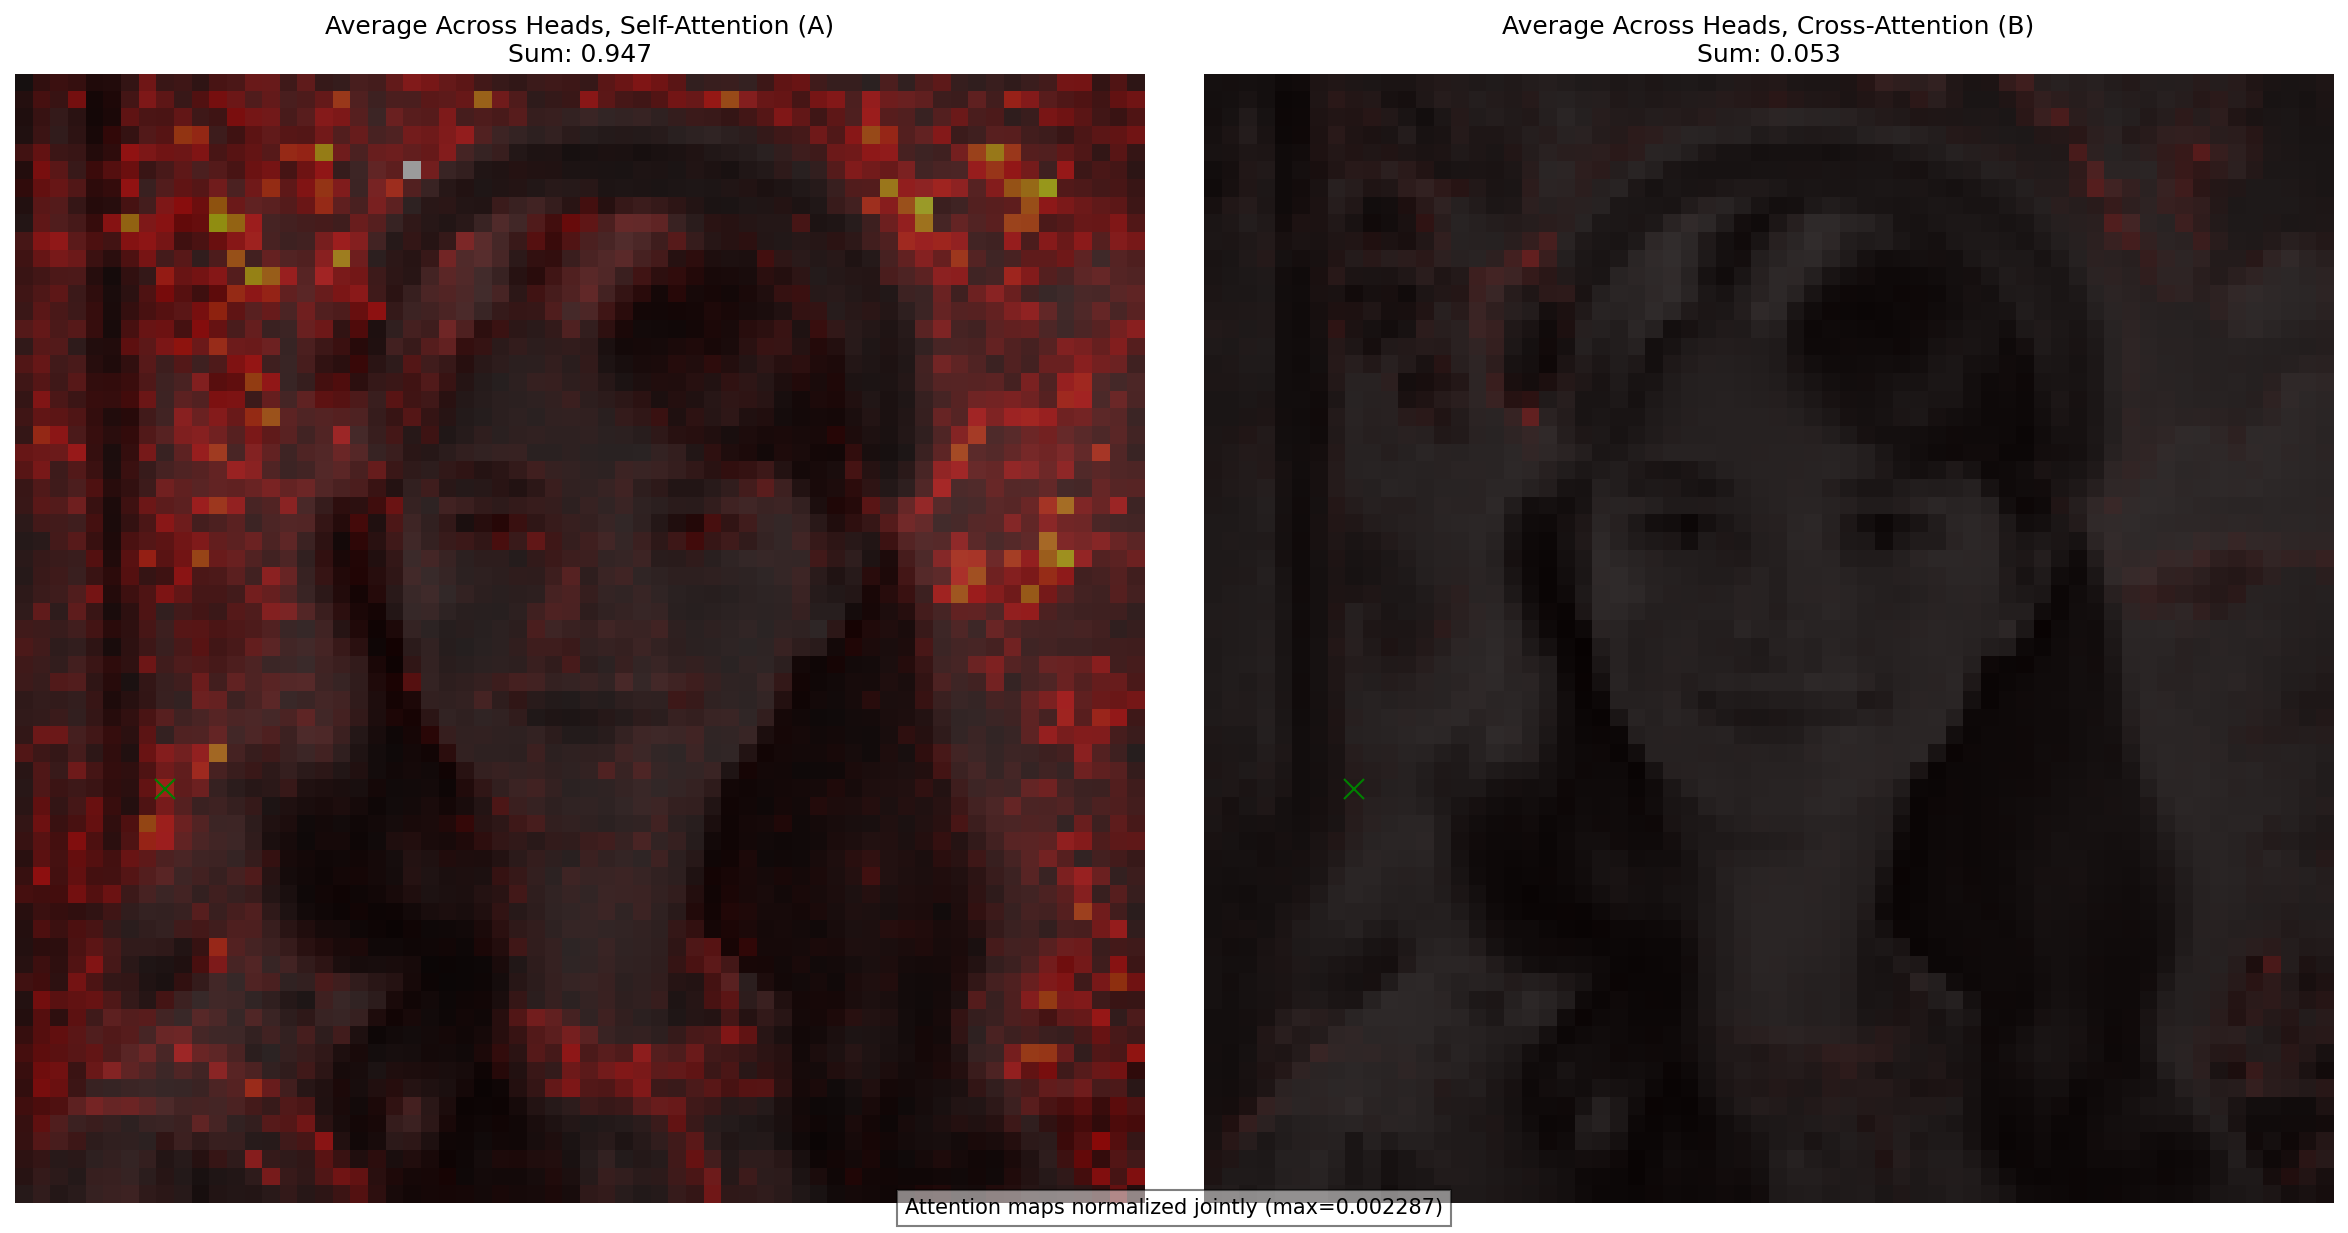 Average Across Heads, Self-Attention (A)
Sum: 0.947
Average Across Heads, Cross-Attention (B)
Sum: 0.053
Attention maps normalized jointly (max=0.002287)